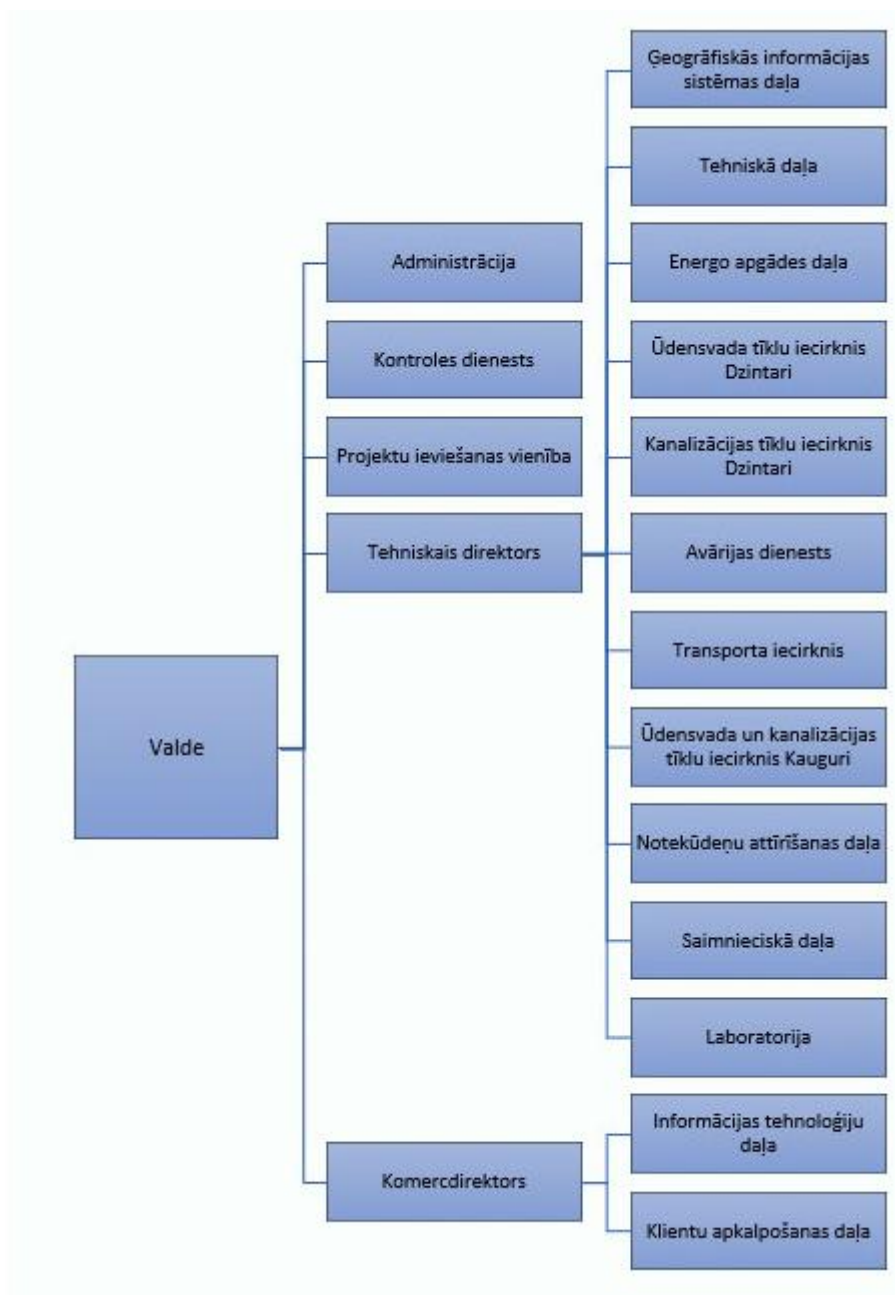 Valde
Administrācija
Kontroles dienests
Projektu ieviešanas vienība
Tehniskais direktors
Ģeogrāfiskās informācijas
sistēmas daļa
Tehniskā daļa
Energo apgādes daļa
Ūdensvada tīklu iecirknis
Dzintari
Kanalizācijas tīklu iecirknis
Dzintari
Avārijas dienests
Transporta iecirknis
Ūdensvada un kanalizācijas
tīklu iecirknis Kauguri
Notekūdeņu attīrīšanas daļa
Saimnieciskā daļa
Laboratorija
Komercdirektors
Informācijas tehnoloģiju
daļa
Klientu apkalpošanas daļa